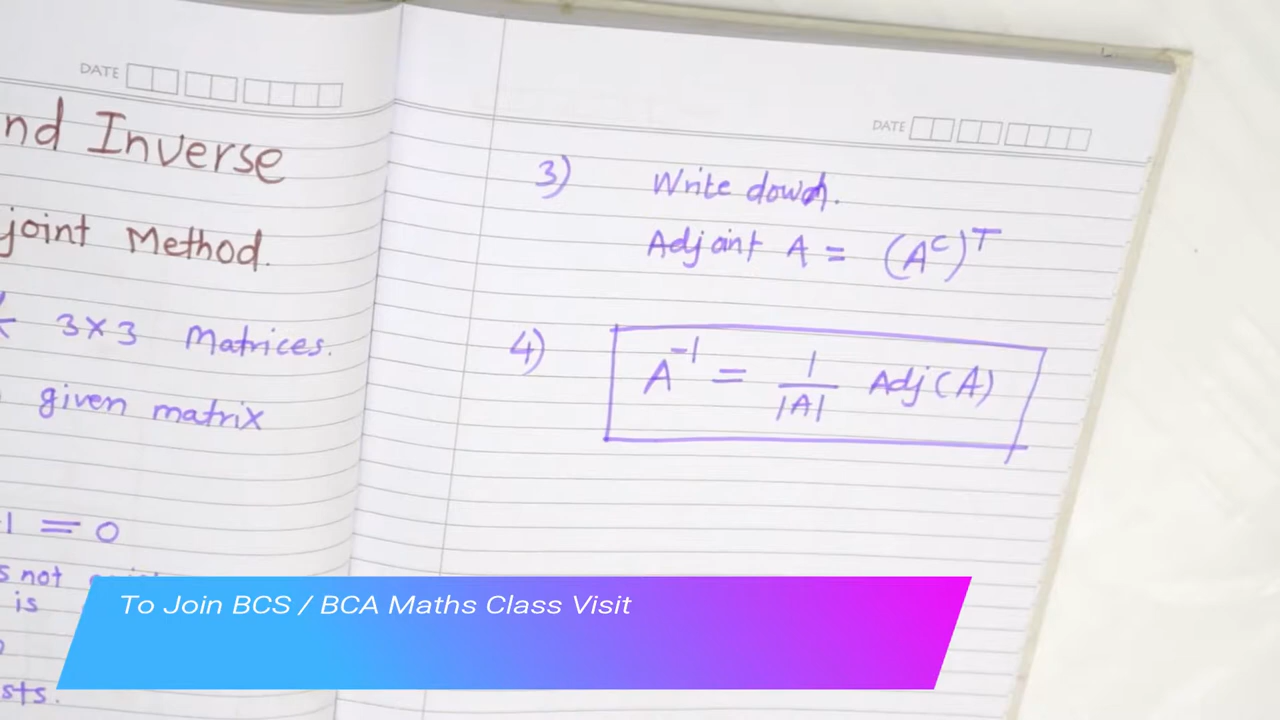 DATE
nd Inverse
joint Method.
3×3 Matrices.
given matrix
1 = 0
s not
is
sts.
DATE
3) Write down.
Adjoint A = (A^C)^T
4) A^-1 = 1/|A| Adj(A)
To Join BCS / BCA Maths Class Visit